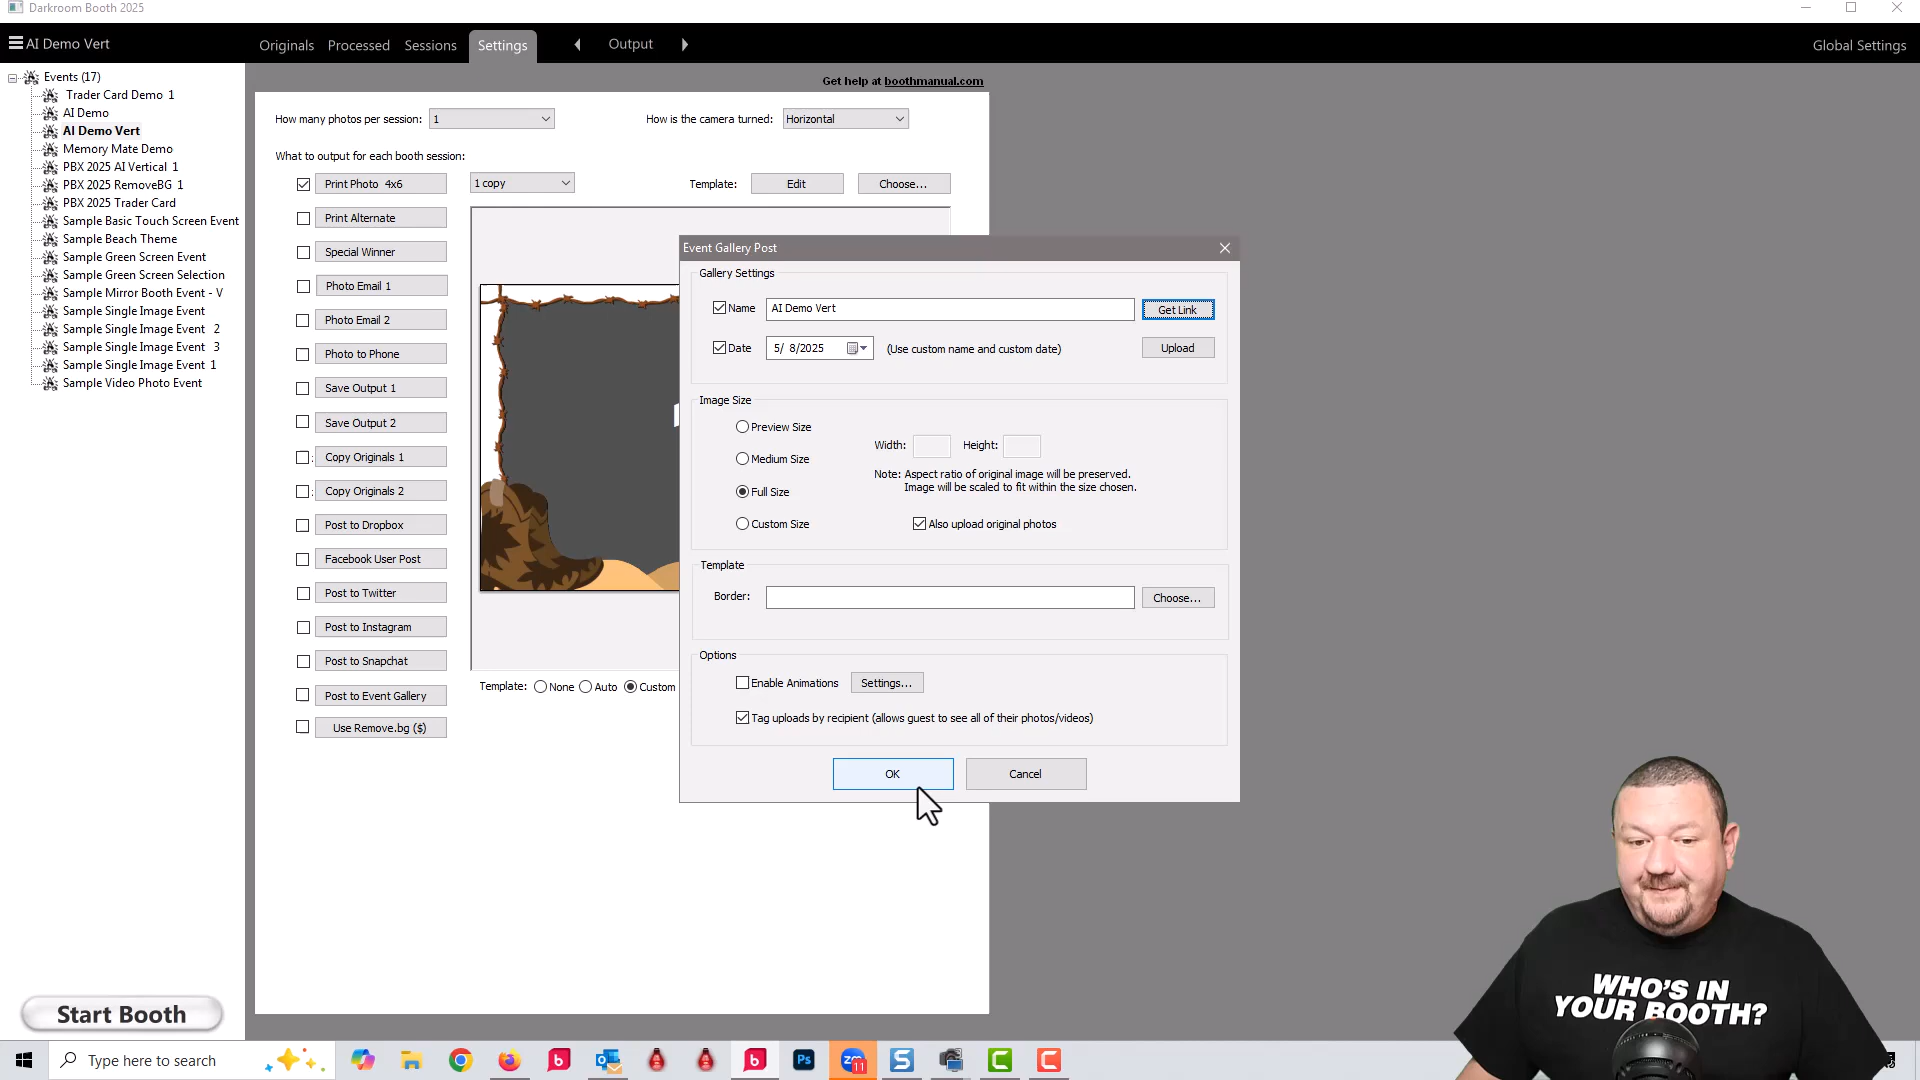 Darkroom Booth 2025
AI Demo Vert
Originals Processed Sessions Settings Output Global Settings
Get help at boothmanual.com
Events (17)
Trader Card Demo 1
AI Demo
AI Demo Vert
Memory Mate Demo
PBX 2025 AI Vertical 1
PBX 2025 RemoveBG 1
PBX 2025 Trader Card
Sample Basic Touch Screen Event
Sample Beach Theme
Sample Green Screen Event
Sample Green Screen Selection
Sample Mirror Booth Event - V
Sample Single Image Event
Sample Single Image Event 2
Sample Single Image Event 3
Sample Single Image Event 1
Sample Video Photo Event
How many photos per session: 1 How is the camera turned: Horizontal
What to output for each booth session:
Print Photo 4x6 1 copy Template: Edit Choose...
Print Alternate
Special Winner
Photo Email 1
Photo Email 2
Photo to Phone
Save Output 1
Save Output 2
Copy Originals 1
Copy Originals 2
Post to Dropbox
Facebook User Post
Post to Twitter
Post to Instagram
Post to Snapchat
Post to Event Gallery
Use Remove.bg ($)
Template: None Auto Custom
Event Gallery Post
Gallery Settings
Name AI Demo Vert Get Link
Date 5/ 8/2025 (Use custom name and custom date) Upload
Image Size
Preview Size
Width: Height:
Medium Size
Note: Aspect ratio of original image will be preserved.
Image will be scaled to fit within the size chosen.
Full Size
Custom Size Also upload original photos
Template
Border: Choose...
Options
Enable Animations Settings...
Tag uploads by recipient (allows guest to see all of their photos/videos)
OK Cancel
WHO'S IN
YOUR BOOTH?
Start Booth
Type here to search
b
b
Ps
zm
11
S
C
C